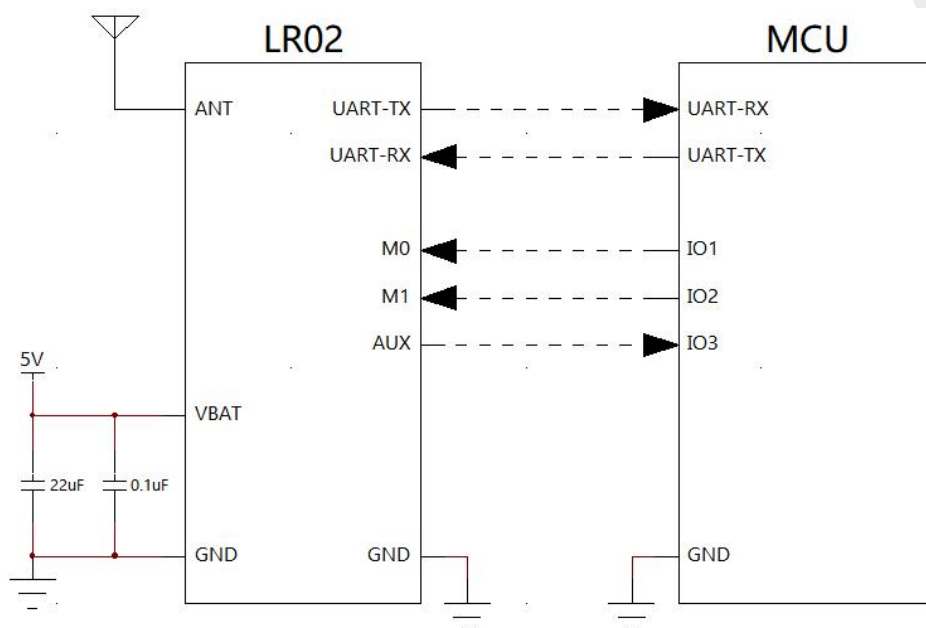 LR02
MCU
ANT
UART-TX
UART-RX
UART-RX
UART-TX
M0
IO1
M1
IO2
AUX
IO3
5V
VBAT
22uF
0.1uF
GND
GND
GND